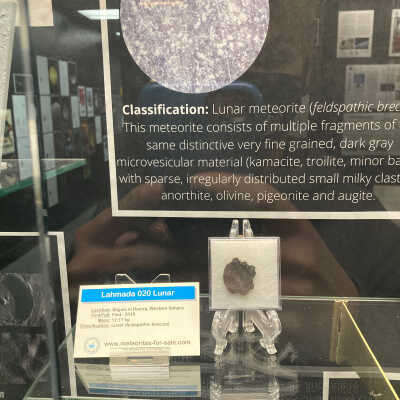 Classification: Lunar meteorite (feldspathic brec
This meteorite consists of multiple fragments of
same distinctive very fine grained, dark gray
microvesicular material (kamacite, troilite, minor ba
with sparse, irregularly distributed small milky clast
anorthite, olivine, pigeonite and augite.
Lahmada 020 Lunar
www.meteorites-for-sale.com